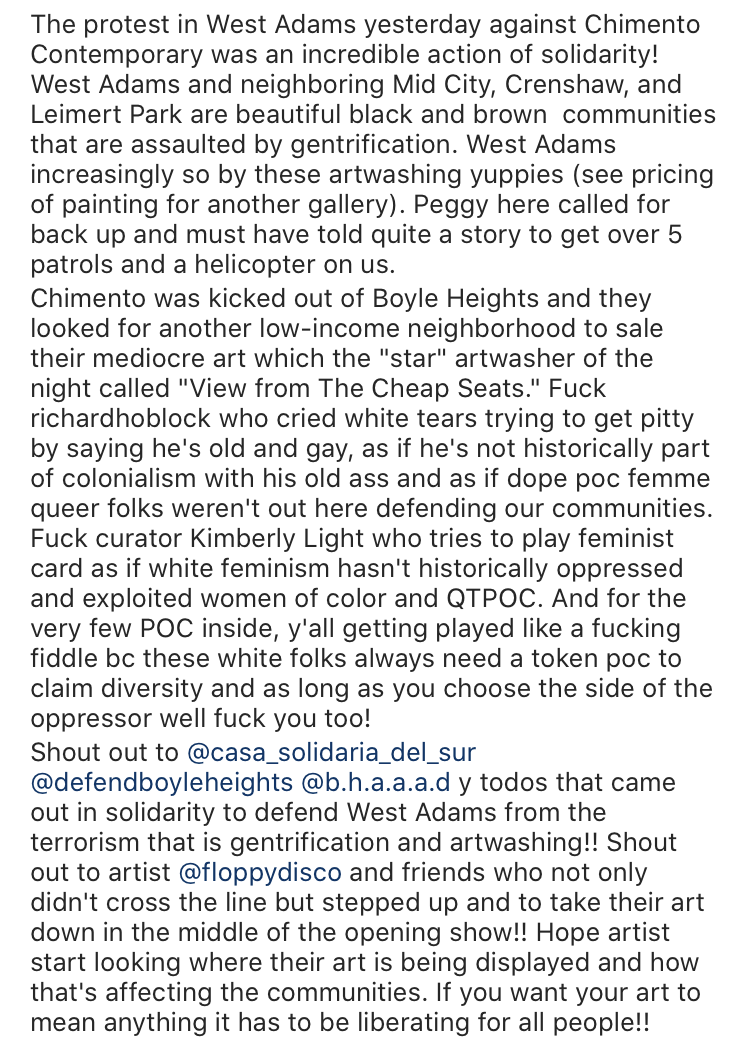 The protest in West Adams yesterday against Chimento
Contemporary was an incredible action of solidarity!
West Adams and neighboring Mid City, Crenshaw, and
Leimert Park are beautiful black and brown  communities
that are assaulted by gentrification. West Adams
increasingly so by these artwashing yuppies (see pricing
of painting for another gallery). Peggy here called for
back up and must have told quite a story to get over 5
patrols and a helicopter on us.
Chimento was kicked out of Boyle Heights and they
looked for another low-income neighborhood to sale
their mediocre art which the "star" artwasher of the
night called "View from The Cheap Seats." Fuck
richardhoblock who cried white tears trying to get pitty
by saying he's old and gay, as if he's not historically part
of colonialism with his old ass and as if dope poc femme
queer folks weren't out here defending our communities.
Fuck curator Kimberly Light who tries to play feminist
card as if white feminism hasn't historically oppressed
and exploited women of color and QTPOC. And for the
very few POC inside, y'all getting played like a fucking
fiddle bc these white folks always need a token poc to
claim diversity and as long as you choose the side of the
oppressor well fuck you too!
Shout out to @casa_solidaria_del_sur
@defendboyleheights @b.h.a.a.a.d y todos that came
out in solidarity to defend West Adams from the
terrorism that is gentrification and artwashing!! Shout
out to artist @floppydisco and friends who not only
didn't cross the line but stepped up and to take their art
down in the middle of the opening show!! Hope artist
start looking where their art is being displayed and how
that's affecting the communities. If you want your art to
mean anything it has to be liberating for all people!!